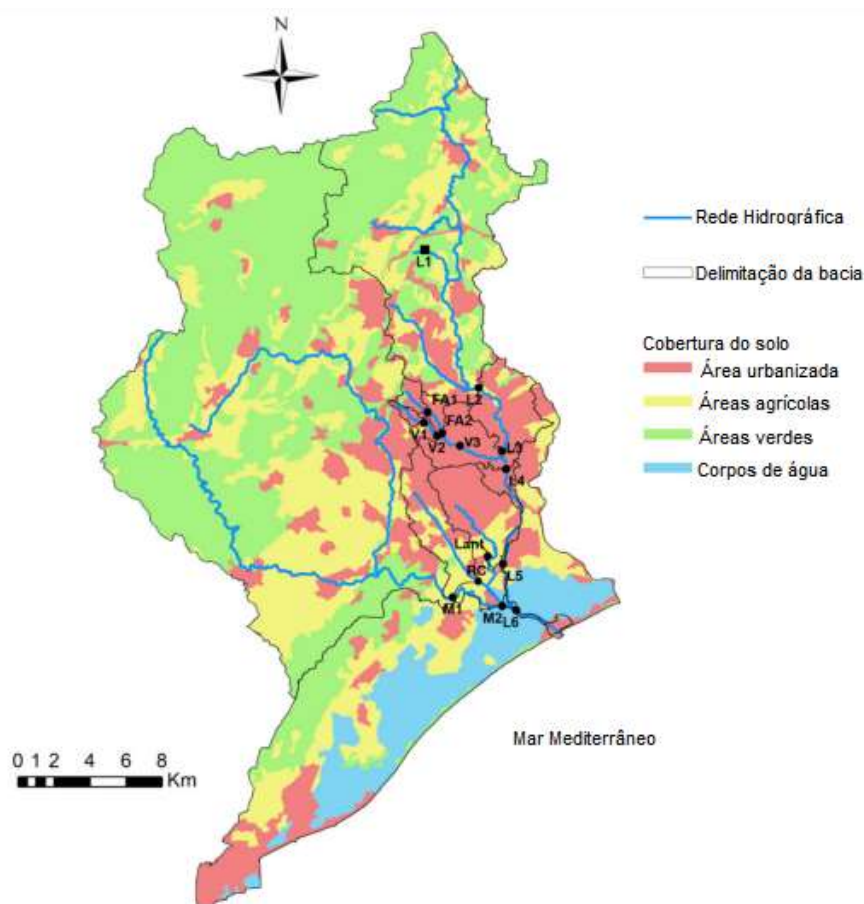 N
Rede Hidrográfica
Delimitação da bacia
Cobertura do solo
Área urbanizada
Áreas agrícolas
Áreas verdes
Corpos de água
L1
L2
FA1
FA2
V1
V2
V3
L3
L4
Lant
RC
L5
M1
M2
L6
Mar Mediterrâneo
0 1 2 4 6 8
Km